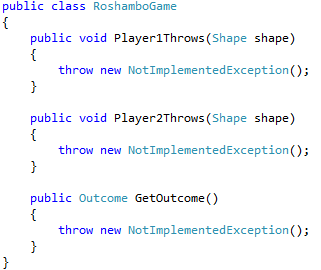 public class RoshamboGame
{
    public void Player1Throws(Shape shape)
    {
        throw new NotImplementedException();
    }

    public void Player2Throws(Shape shape)
    {
        throw new NotImplementedException();
    }

    public Outcome GetOutcome()
    {
        throw new NotImplementedException();
    }
}